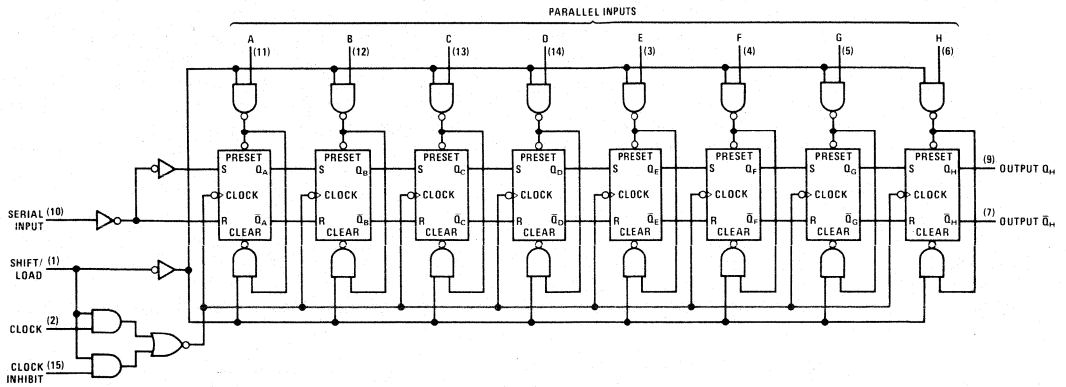 PARALLEL INPUTS
A B C D E F G H
(11) (12) (13) (14) (3) (4) (5) (6)
PRESET PRESET PRESET PRESET PRESET PRESET PRESET PRESET
S QA S QB S QC S QD S QE S QF S QG S QH
(9) OUTPUT QH
CLOCK CLOCK CLOCK CLOCK CLOCK CLOCK CLOCK CLOCK
SERIAL (10)
INPUT
R Q̄A R Q̄B R Q̄C R Q̄D R Q̄E R Q̄F R Q̄G R Q̄H
(7) OUTPUT Q̄H
CLEAR CLEAR CLEAR CLEAR CLEAR CLEAR CLEAR CLEAR
SHIFT/ (1)
LOAD
CLOCK (2)
CLOCK (15)
INHIBIT